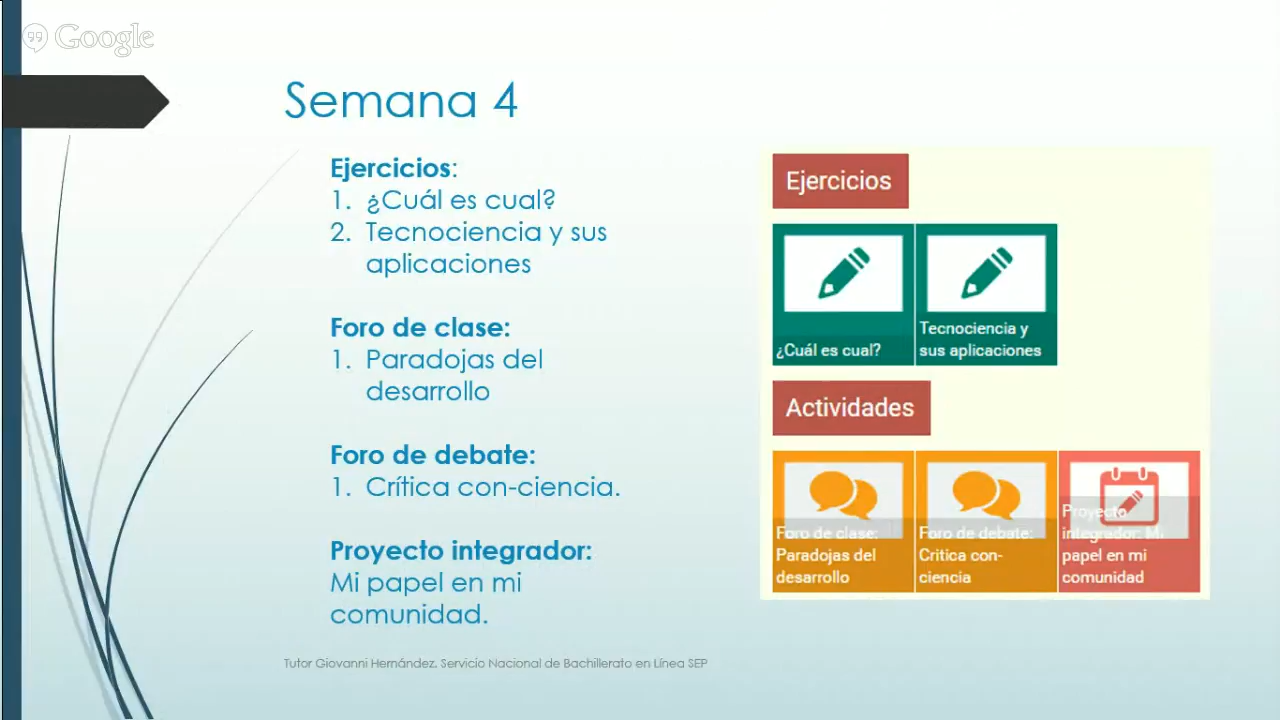 Google
Semana 4
Ejercicios:
1. ¿Cuál es cual?
2. Tecnociencia y sus
aplicaciones
Foro de clase:
1. Paradojas del
desarrollo
Foro de debate:
1. Crítica con-ciencia.
Proyecto integrador:
Mi papel en mi
comunidad.
Tutor Giovanni Hernández. Servicio Nacional de Bachillerato en Línea SEP
Ejercicios
¿Cuál es cual?
Tecnociencia y
sus aplicaciones
Actividades
Foro de clase:
Paradojas del
desarrollo
Foro de debate:
Critica con-
ciencia
Proyecto
integrador: Mi
papel en mi
comunidad